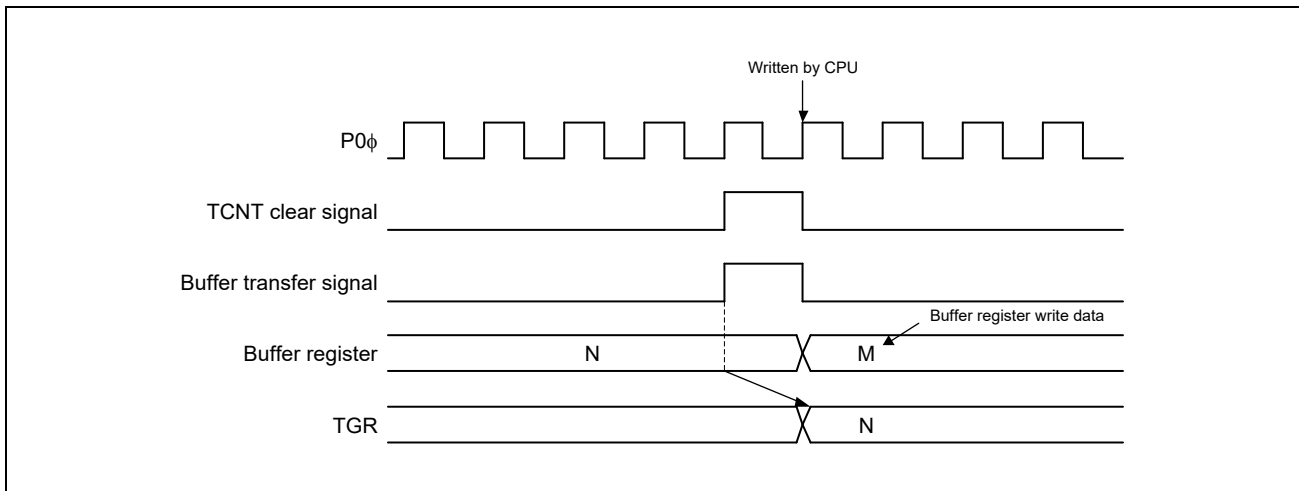 Written by CPU
P0ϕ
TCNT clear signal
Buffer transfer signal
Buffer register write data
Buffer register
N
M
TGR
N